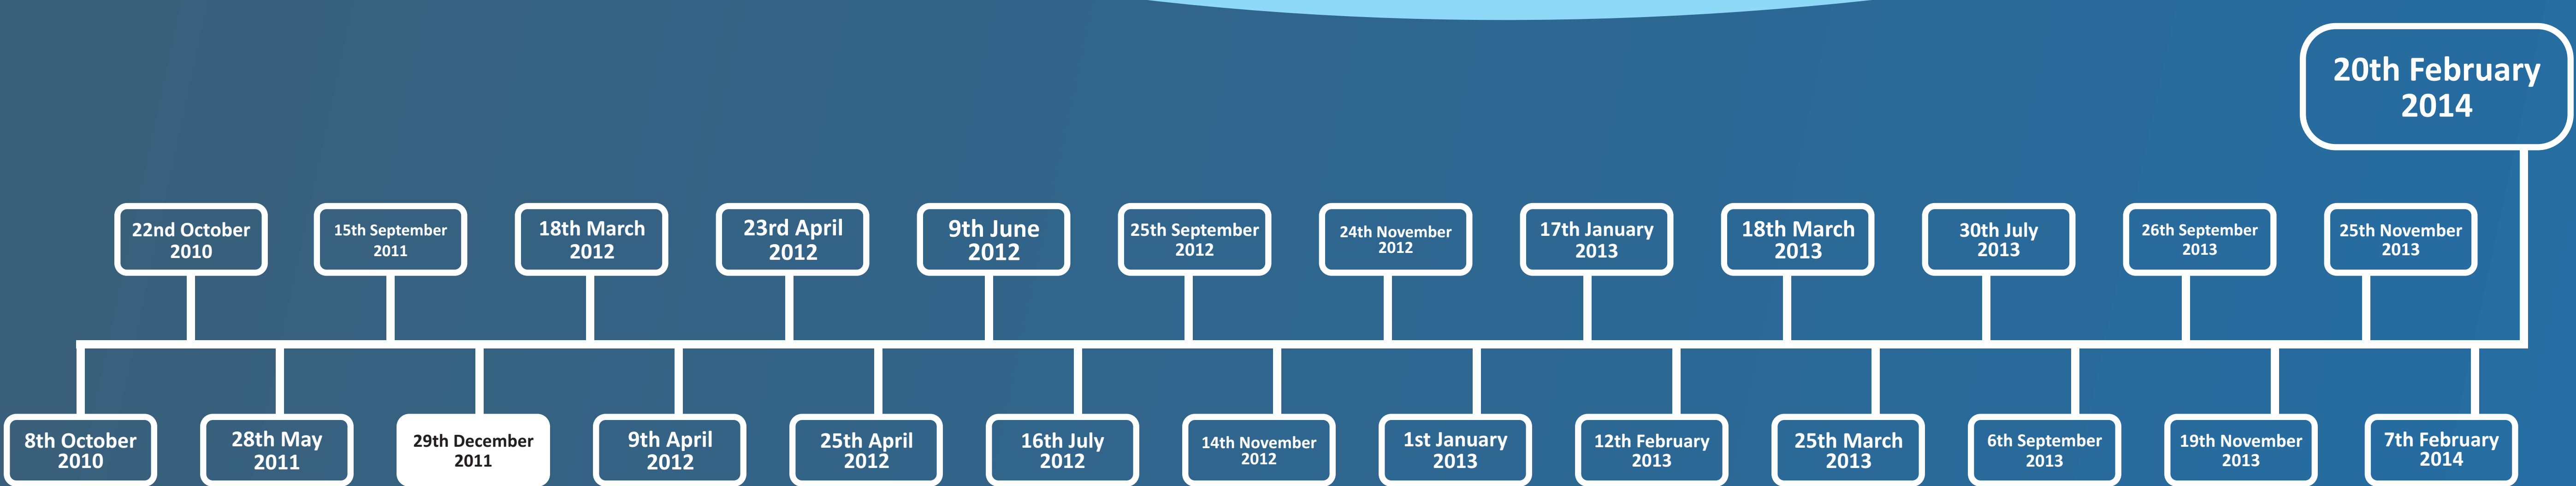 20th February
2014
22nd October
2010
15th September
2011
18th March
2012
23rd April
2012
9th June
2012
25th September
2012
24th November
2012
17th January
2013
18th March
2013
30th July
2013
26th September
2013
25th November
2013
8th October
2010
28th May
2011
29th December
2011
9th April
2012
25th April
2012
16th July
2012
14th November
2012
1st January
2013
12th February
2013
25th March
2013
6th September
2013
19th November
2013
7th February
2014